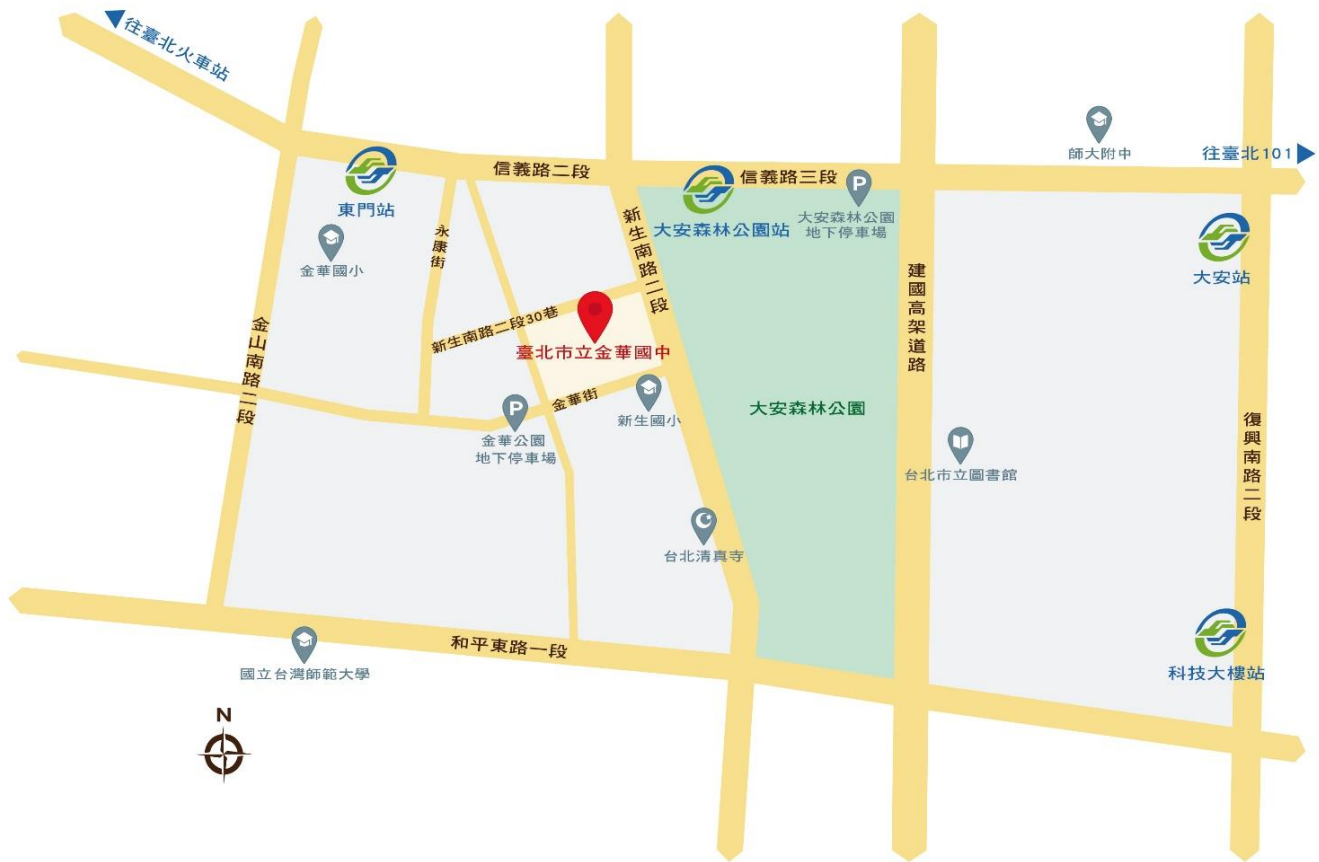 往臺北火車站
師大附中
往臺北101
信義路二段
信義路三段
東門站
大安森林公園站
P
大安森林公園
地下停車場
大安站
金華國小
永康街
新生南路二段
建國高架道路
新生南路二段30巷
臺北市立金華國中
金山南路二段
金華街
新生國小
大安森林公園
復興南路二段
P
金華公園
地下停車場
台北市立圖書館
台北清真寺
和平東路一段
國立台灣師範大學
科技大樓站
N